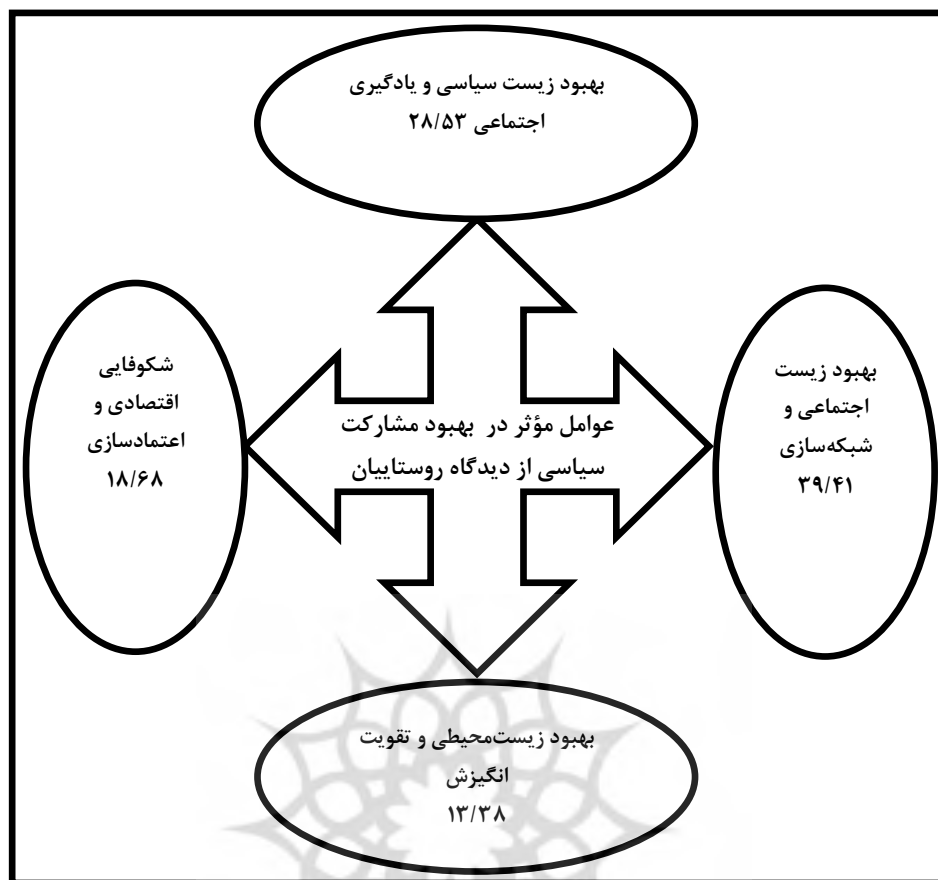 بهبود زیست سیاسی و یادگیری
اجتماعی ۲۸/۵۳
بهبود زیست
اجتماعی و
شبکه‌سازی
۳۹/۴۱
عوامل مؤثر در بهبود مشارکت
سیاسی از دیدگاه روستاییان
شکوفایی
اقتصادی و
اعتمادسازی
۱۸/۶۸
بهبود زیست‌محیطی و تقویت
انگیزش
۱۳/۳۸